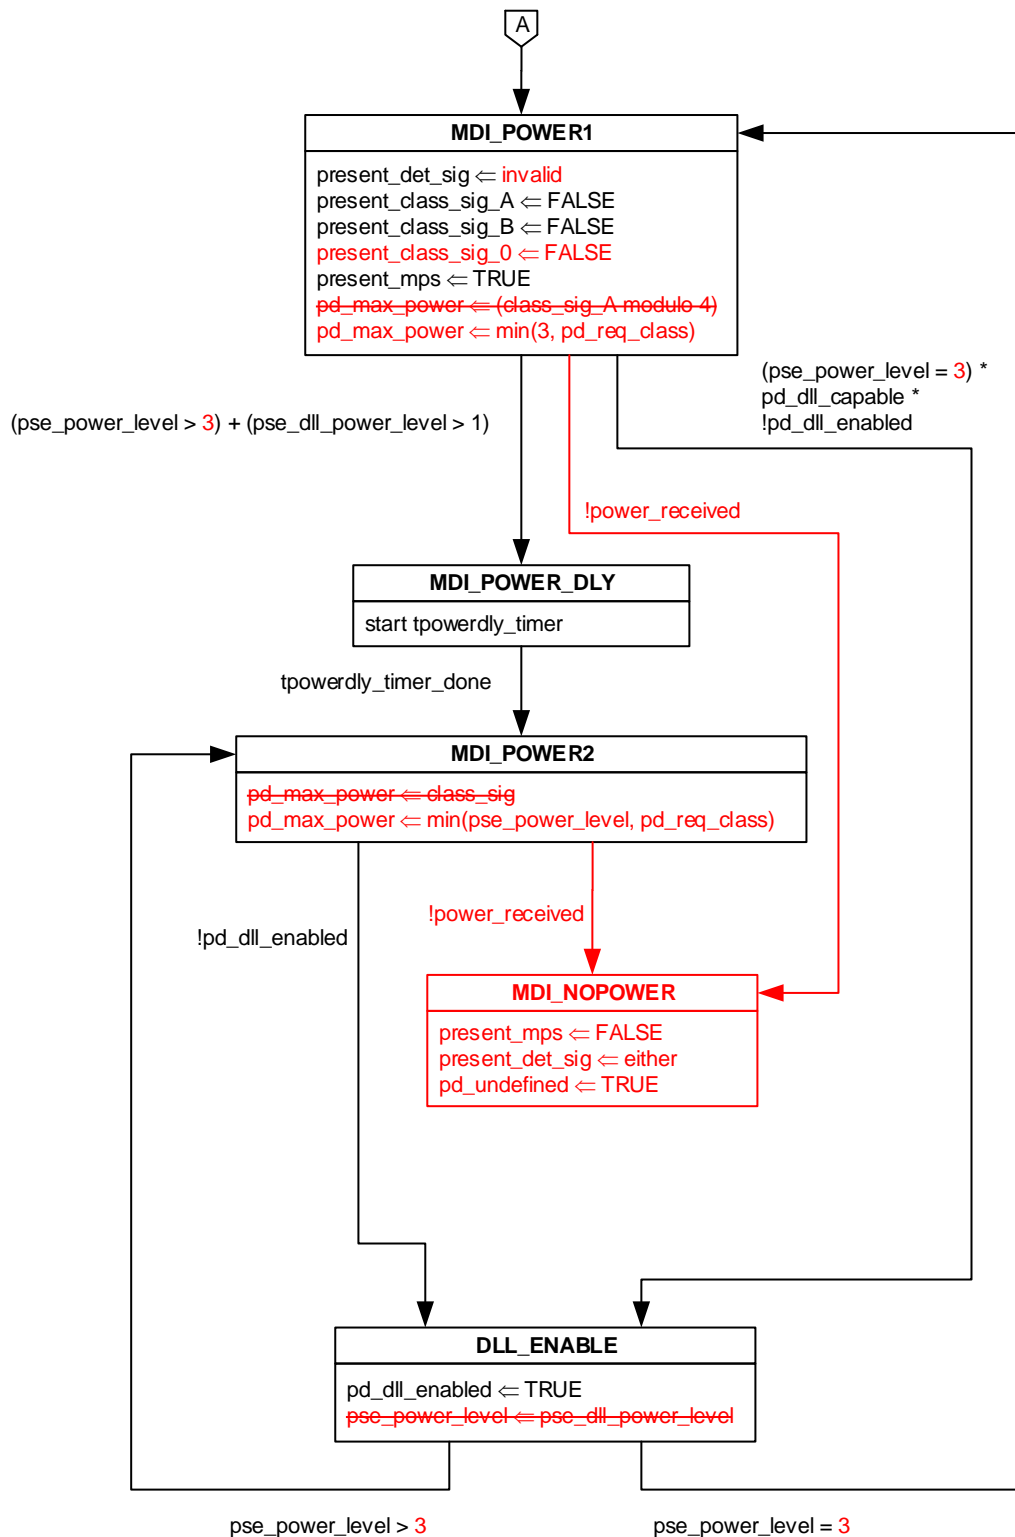 A
MDI_POWER1
present_det_sig ⇐ invalid
present_class_sig_A ⇐ FALSE
present_class_sig_B ⇐ FALSE
present_class_sig_0 ⇐ FALSE
present_mps ⇐ TRUE
pd_max_power ⇐ (class_sig_A modulo 4)
pd_max_power ⇐ min(3, pd_req_class)
(pse_power_level = 3) *
pd_dll_capable *
!pd_dll_enabled
(pse_power_level > 3) + (pse_dll_power_level > 1)
!power_received
MDI_POWER_DLY
start tpowerdly_timer
tpowerdly_timer_done
MDI_POWER2
pd_max_power ⇐ class_sig
pd_max_power ⇐ min(pse_power_level, pd_req_class)
!power_received
!pd_dll_enabled
MDI_NOPOWER
present_mps ⇐ FALSE
present_det_sig ⇐ either
pd_undefined ⇐ TRUE
DLL_ENABLE
pd_dll_enabled ⇐ TRUE
pse_power_level ⇐ pse_dll_power_level
pse_power_level > 3
pse_power_level = 3